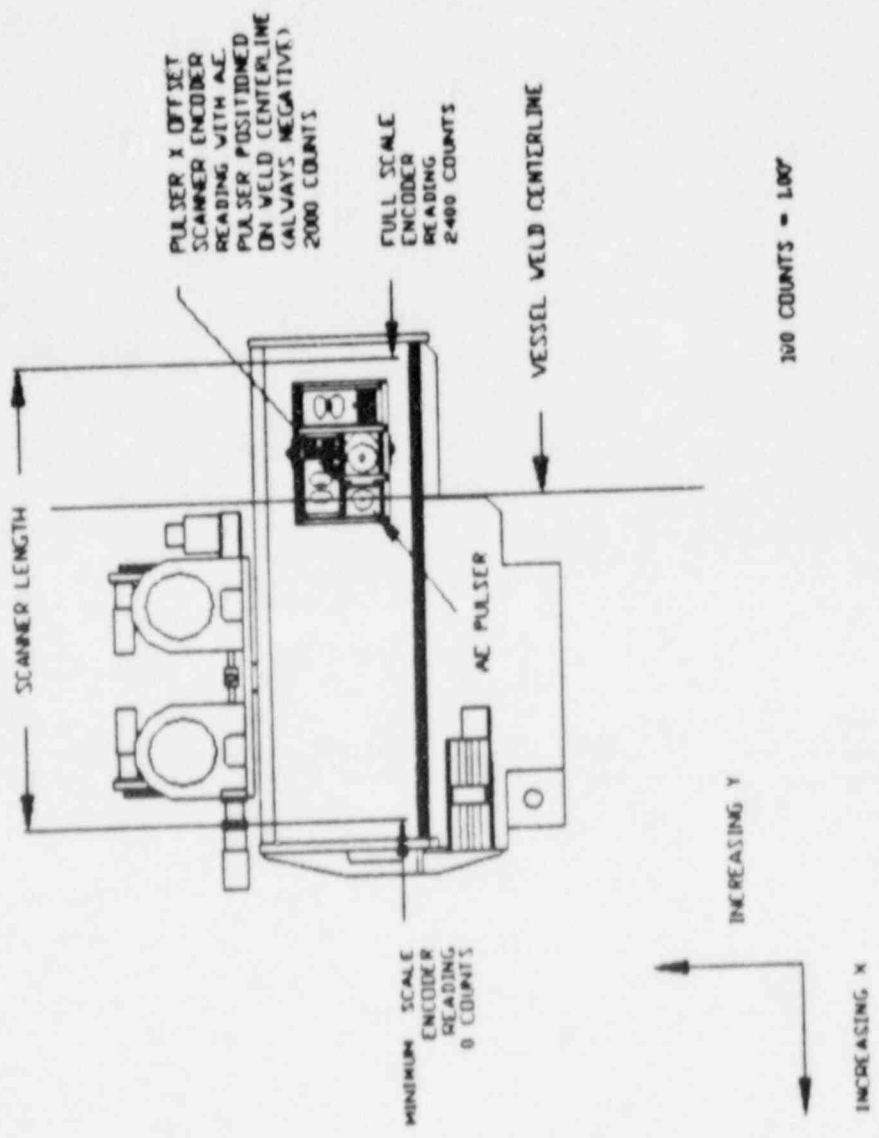 SCANNER LENGTH
PULSER X OFFSET
SCANNER ENCODER
READING WITH A.E.
PULSER POSITIONED
ON WELD CENTERLINE
(ALWAYS NEGATIVE)
2000 COUNTS
FULL SCALE
ENCODER
READING
2400 COUNTS
VESSEL WELD CENTERLINE
AE PULSER
MINIMUM SCALE
ENCODER
READING
0 COUNTS
100 COUNTS = 1.00"
INCREASING Y
INCREASING X